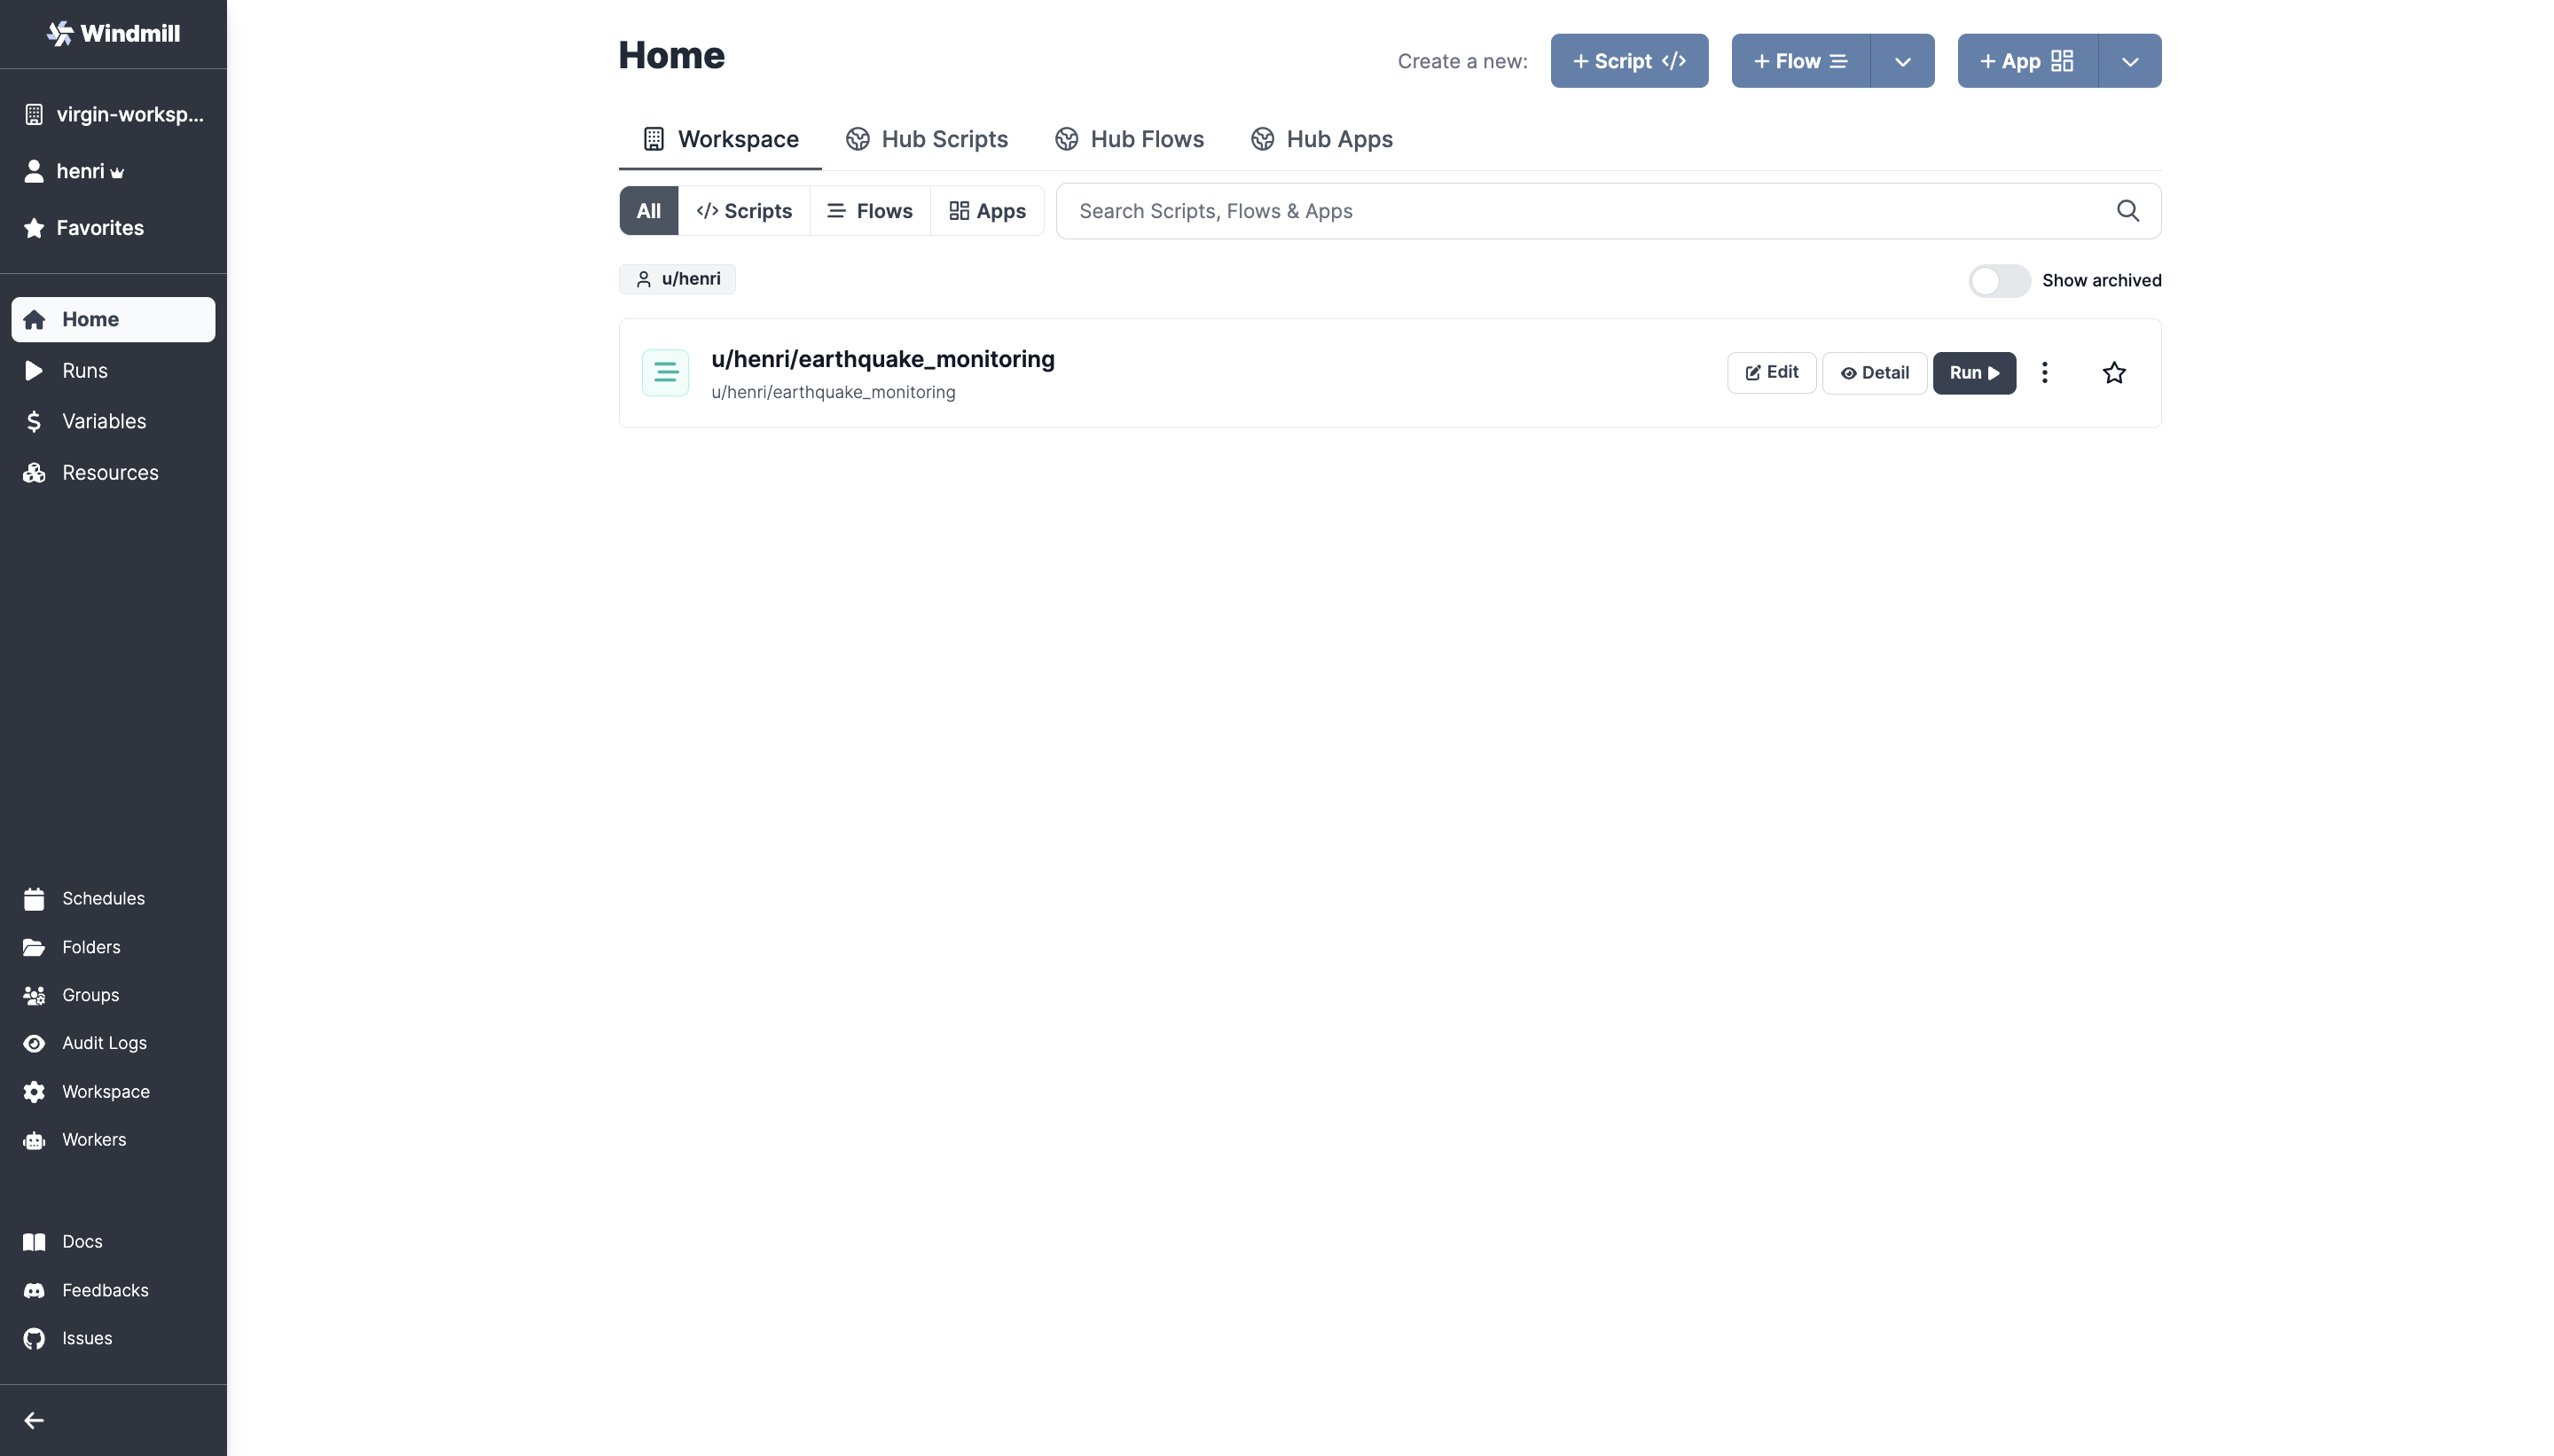 Windmill
virgin-worksp...
henri
Favorites
Home
Runs
Variables
Resources
Schedules
Folders
Groups
Audit Logs
Workspace
Workers
Docs
Feedbacks
Issues
Home
Create a new:
+ Script </>
+ Flow
+ App
Workspace
Hub Scripts
Hub Flows
Hub Apps
All
</> Scripts
Flows
Apps
Search Scripts, Flows & Apps
u/henri
Show archived
u/henri/earthquake_monitoring
u/henri/earthquake_monitoring
Edit
Detail
Run